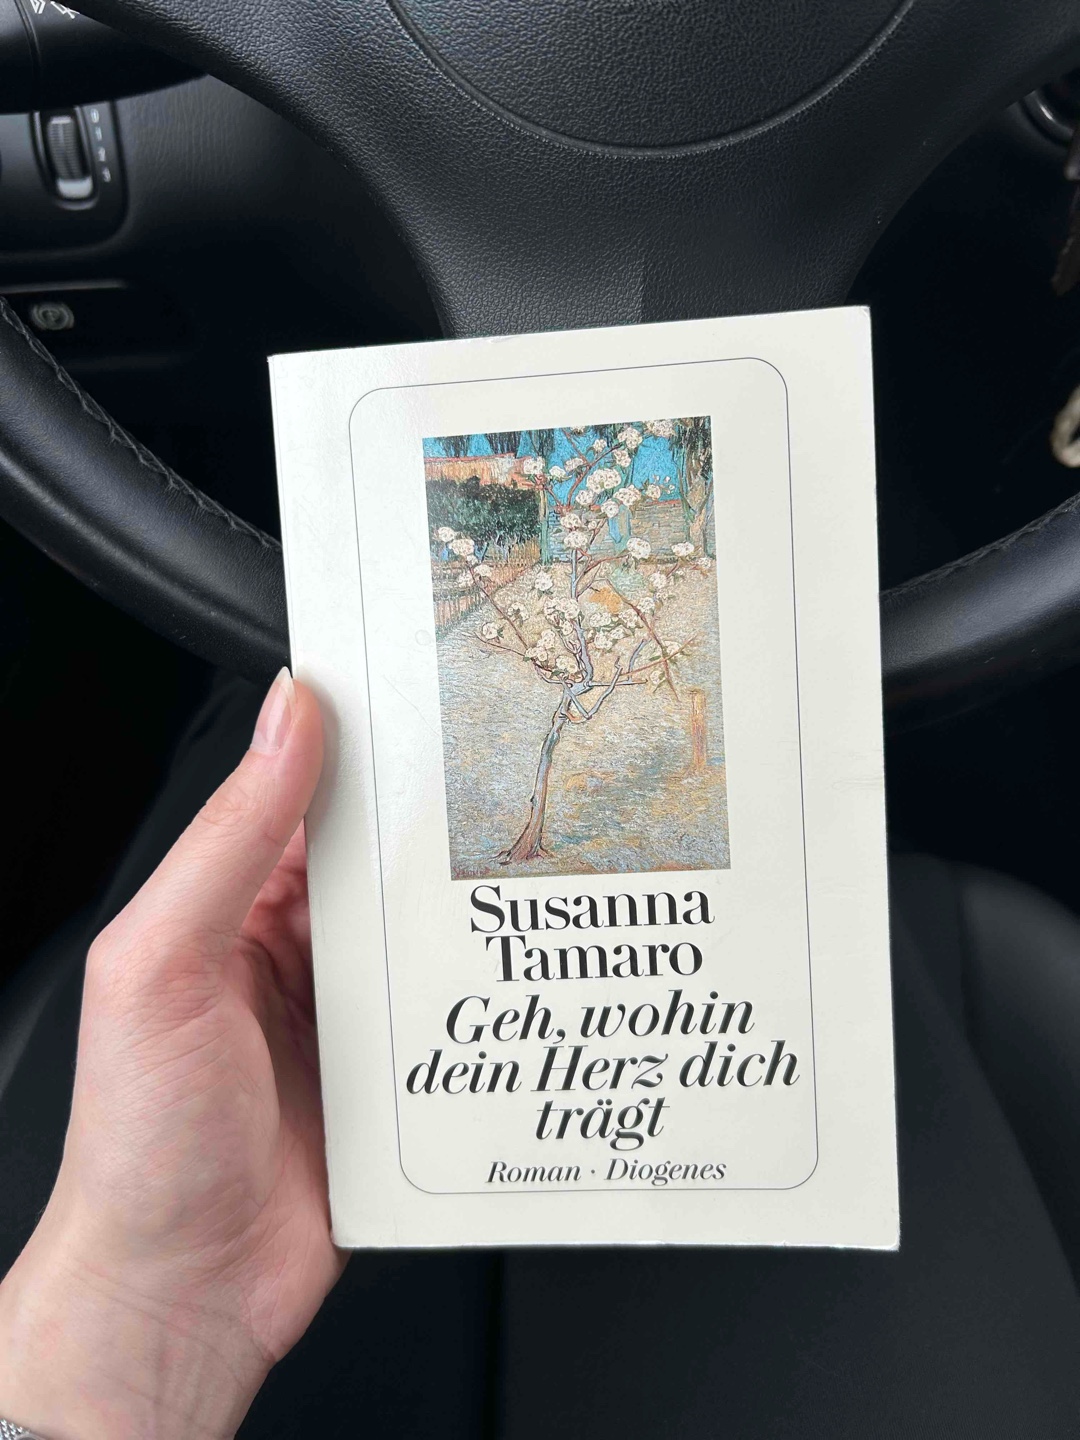 Susanna
Tamaro
Geh, wohin
dein Herz dich
trägt
Roman · Diogenes